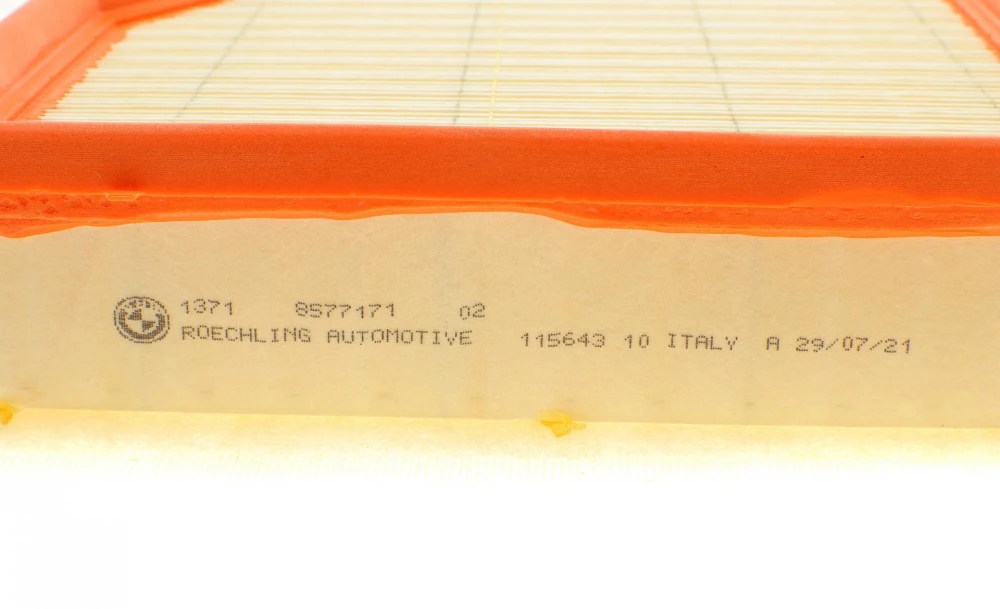 1371 8577171 02
ROECHLING AUTOMOTIVE 115643 10 ITALY A 29/07/21